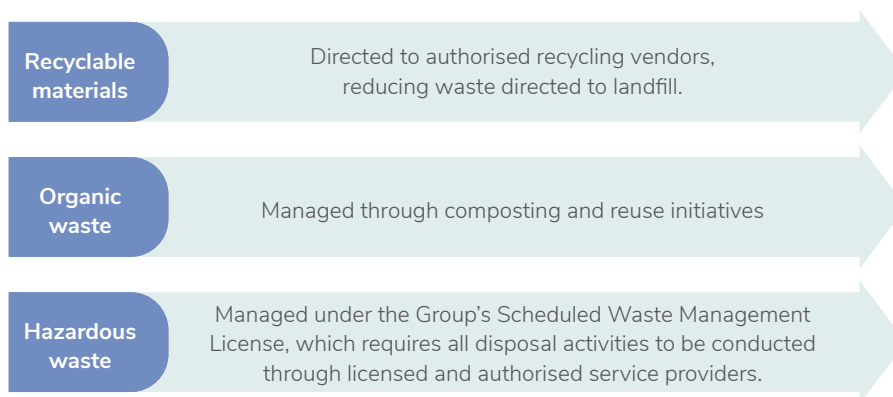 Recyclable
materials
Directed to authorised recycling vendors,
reducing waste directed to landfill.
Organic
waste
Managed through composting and reuse initiatives
Hazardous
waste
Managed under the Group's Scheduled Waste Management
License, which requires all disposal activities to be conducted
through licensed and authorised service providers.